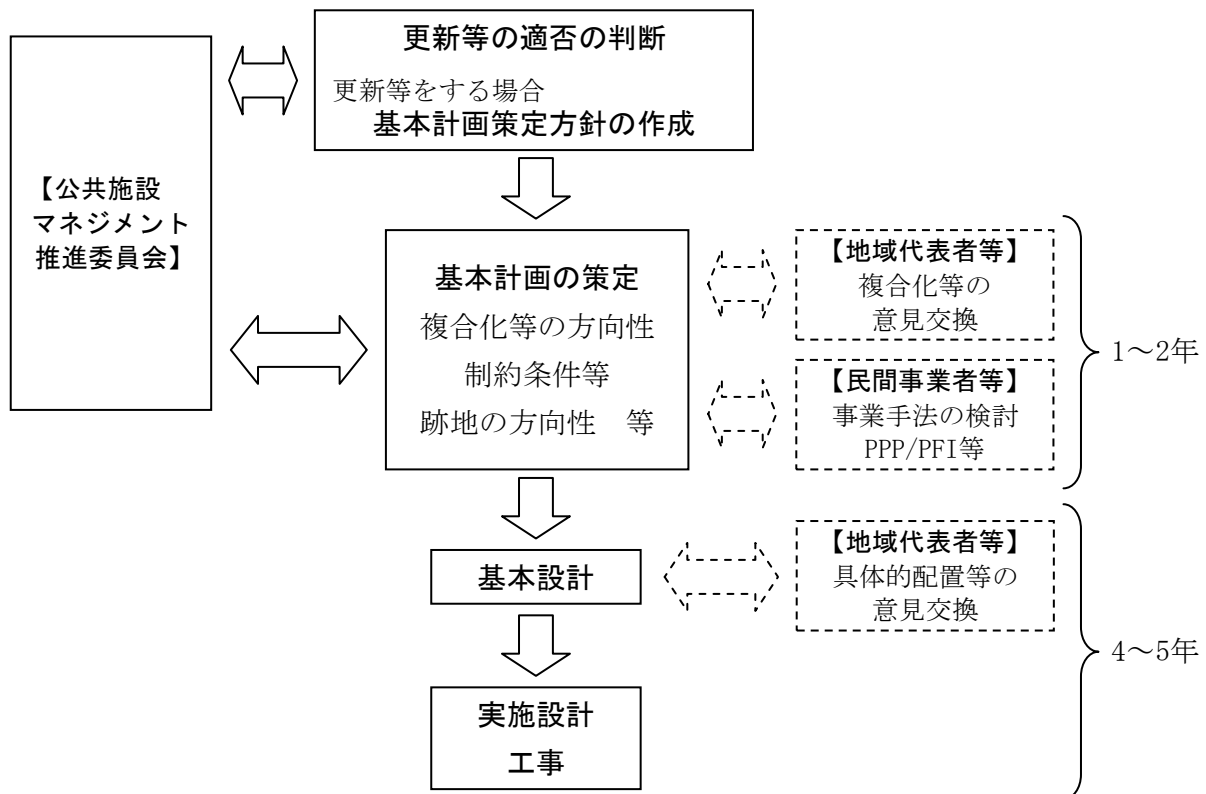 更新等の適否の判断
更新等をする場合
基本計画策定方針の作成
【公共施設
マネジメント
推進委員会】
基本計画の策定
複合化等の方向性
制約条件等
跡地の方向性　等
【地域代表者等】
複合化等の
意見交換
【民間事業者等】
事業手法の検討
PPP/PFI等
1～2年
基本設計
【地域代表者等】
具体的配置等の
意見交換
4～5年
実施設計
工事